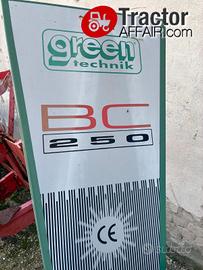 Tractor
AFFAIR.COM
green
technik
BC
250
CE